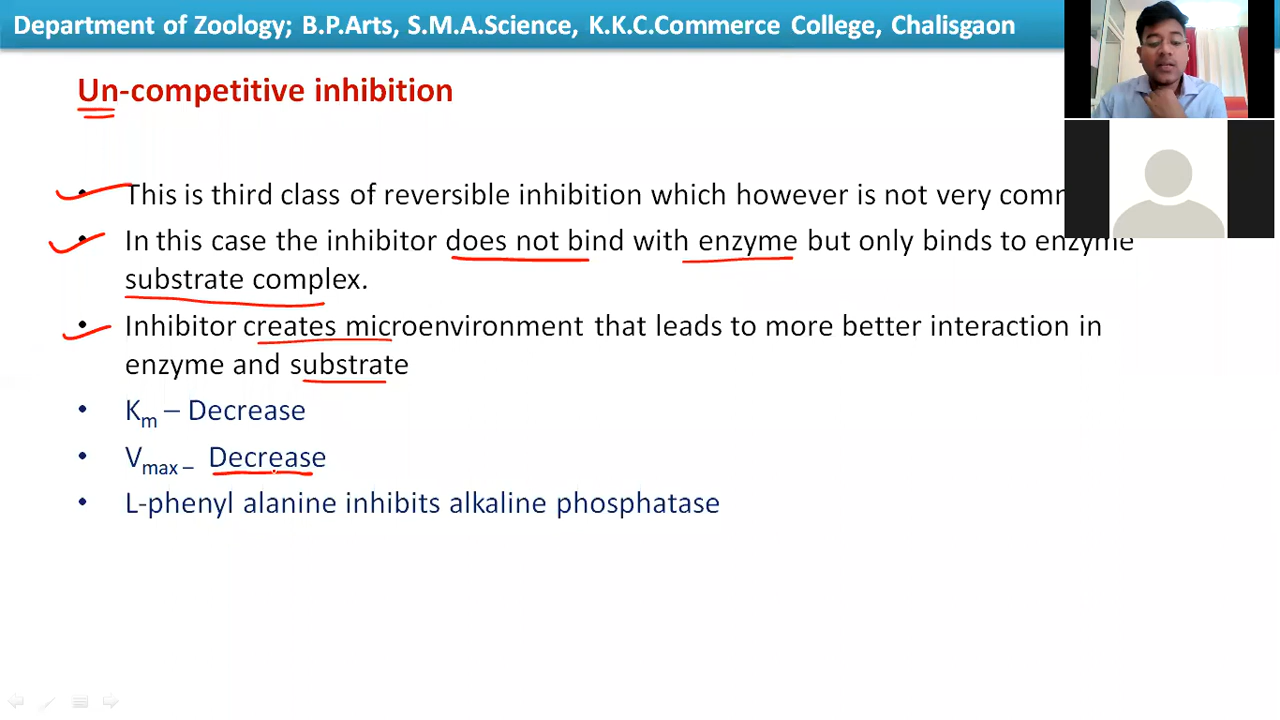 Department of Zoology; B.P.Arts, S.M.A.Science, K.K.C.Commerce College, Chalisgaon
Un-competitive inhibition
• This is third class of reversible inhibition which however is not very
• In this case the inhibitor does not bind with enzyme but only binds to enzyme
substrate complex.
• Inhibitor creates microenvironment that leads to more better interaction in
enzyme and substrate
• Km – Decrease
• Vmax – Decrease
• L-phenyl alanine inhibits alkaline phosphatase